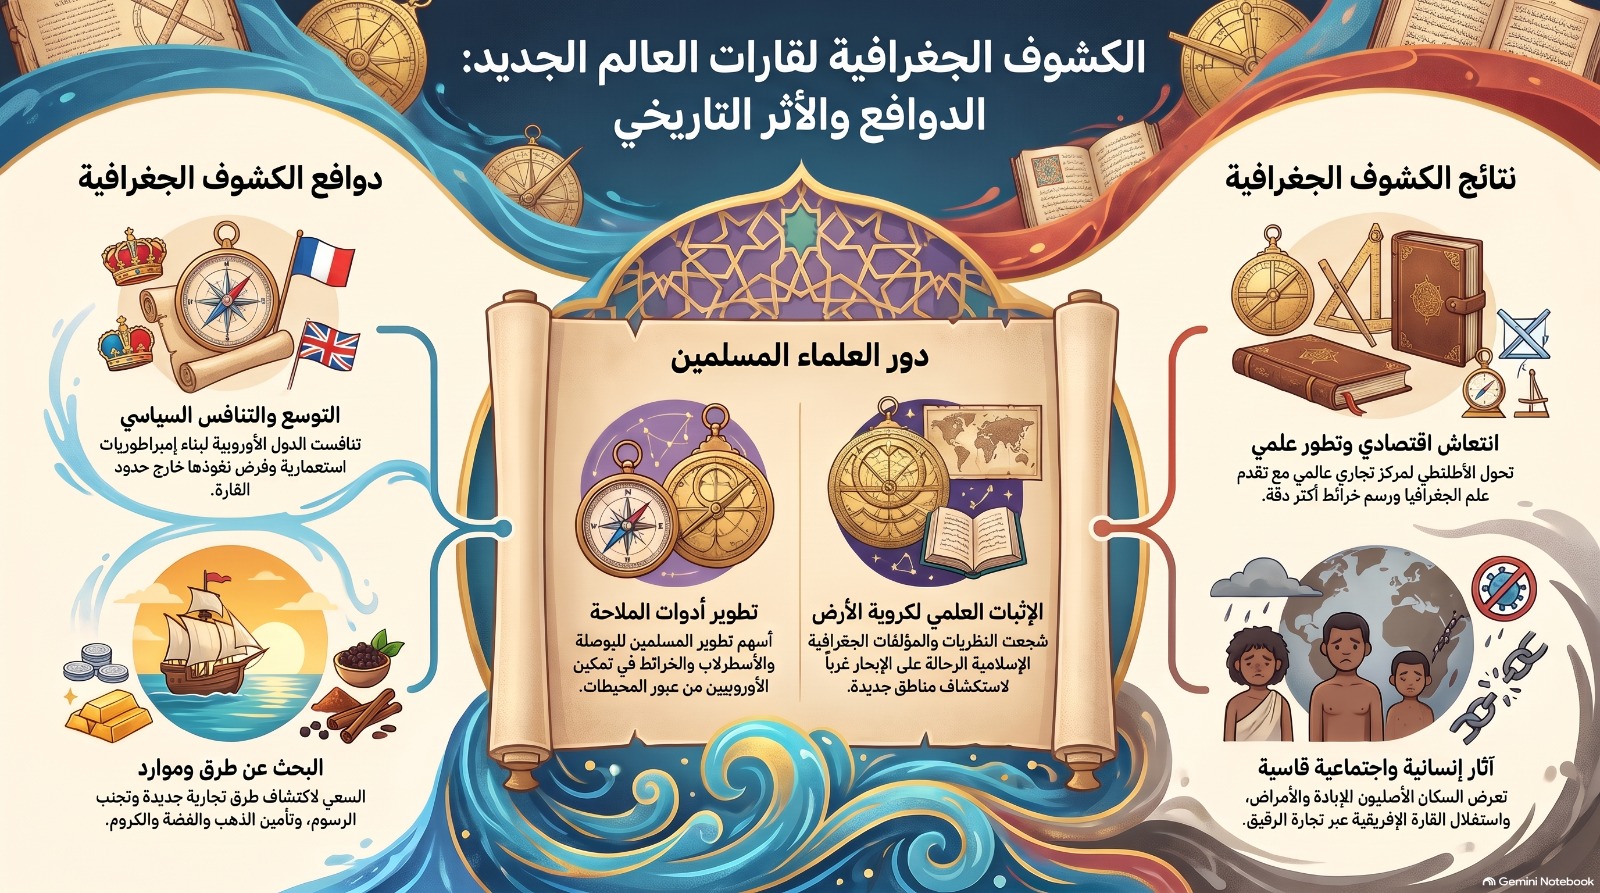 الكشوف الجغرافية لقارات العالم الجديد:
الدوافع والأثر التاريخي
نتائج الكشوف الجغرافية
انتعاش اقتصادي وتطور علمي
تحول الأطلنطي لمركز تجاري عالمي مع تقدم
علم الجغرافيا ورسم خرائط أكثر دقة.
آثار إنسانية واجتماعية قاسية
تعرض السكان الأصليون الإبادة والأمراض،
واستغلال القارة الإفريقية عبر تجارة الرقيق.
دور العلماء المسلمين
الإثبات العلمي لكروية الأرض
شجعت النظريات والمؤلفات الجغرافية
الإسلامية الرحالة على الإبحار غرباً
لاستكشاف مناطق جديدة.
تطوير أدوات الملاحة
أسهم تطوير المسلمين للبوصلة
والأسطرلاب والخرائط في تمكين
الأوروبيين من عبور المحيطات.
دوافع الكشوف الجغرافية
التوسع والتنافس السياسي
تنافست الدول الأوروبية لبناء إمبراطوريات
استعمارية وفرض نفوذها خارج حدود
القارة.
البحث عن طرق وموارد
السعي لاكتشاف طرق تجارية جديدة وتجنب
الرسوم، وتأمين الذهب والفضة والكروم.
Gemini Notebook